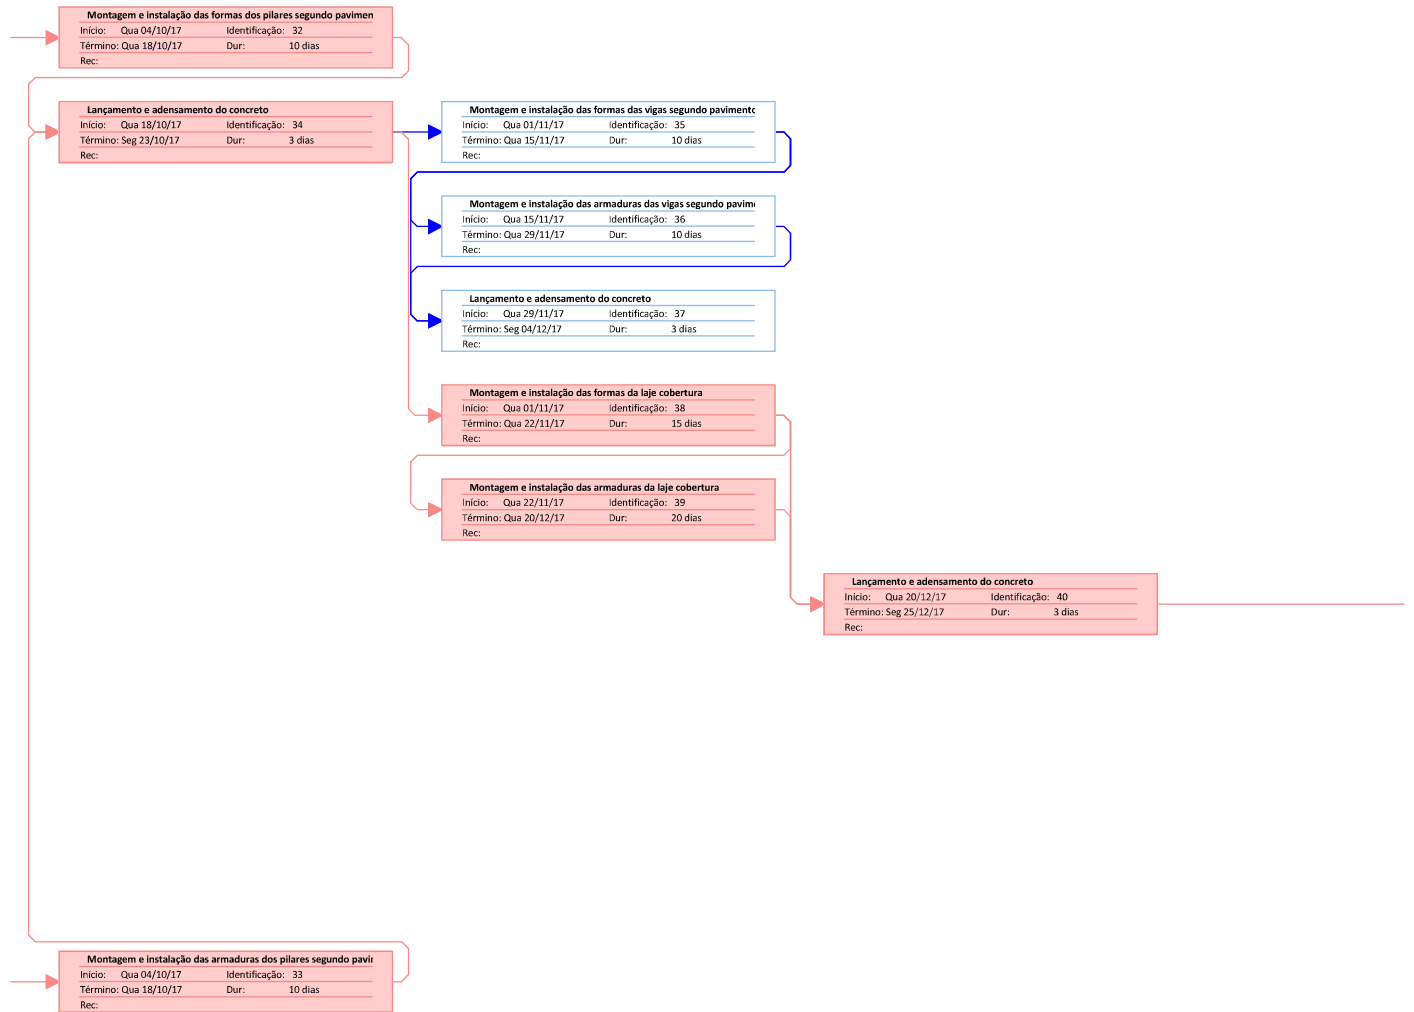 Montagem e instalação das formas dos pilares segundo pavimen
Início: Qua 04/10/17 Identificação: 32
Término: Qua 18/10/17 Dur: 10 dias
Rec:
Lançamento e adensamento do concreto
Início: Qua 18/10/17 Identificação: 34
Término: Seg 23/10/17 Dur: 3 dias
Rec:
Montagem e instalação das formas das vigas segundo pavimento
Início: Qua 01/11/17 Identificação: 35
Término: Qua 15/11/17 Dur: 10 dias
Rec:
Montagem e instalação das armaduras das vigas segundo pavim
Início: Qua 15/11/17 Identificação: 36
Término: Qua 29/11/17 Dur: 10 dias
Rec:
Lançamento e adensamento do concreto
Início: Qua 29/11/17 Identificação: 37
Término: Seg 04/12/17 Dur: 3 dias
Rec:
Montagem e instalação das formas da laje cobertura
Início: Qua 01/11/17 Identificação: 38
Término: Qua 22/11/17 Dur: 15 dias
Rec:
Montagem e instalação das armaduras da laje cobertura
Início: Qua 22/11/17 Identificação: 39
Término: Qua 20/12/17 Dur: 20 dias
Rec:
Lançamento e adensamento do concreto
Início: Qua 20/12/17 Identificação: 40
Término: Seg 25/12/17 Dur: 3 dias
Rec:
Montagem e instalação das armaduras dos pilares segundo pavi
Início: Qua 04/10/17 Identificação: 33
Término: Qua 18/10/17 Dur: 10 dias
Rec: